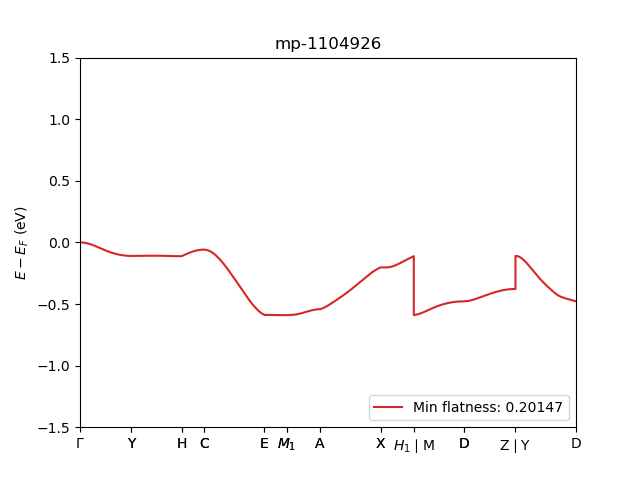 mp-1104926
E − E_F (eV)
1.5
1.0
0.5
0.0
−0.5
−1.0
−1.5
Min flatness: 0.20147
Γ Y H C E M₁ A X H₁ | M D Z | Y D